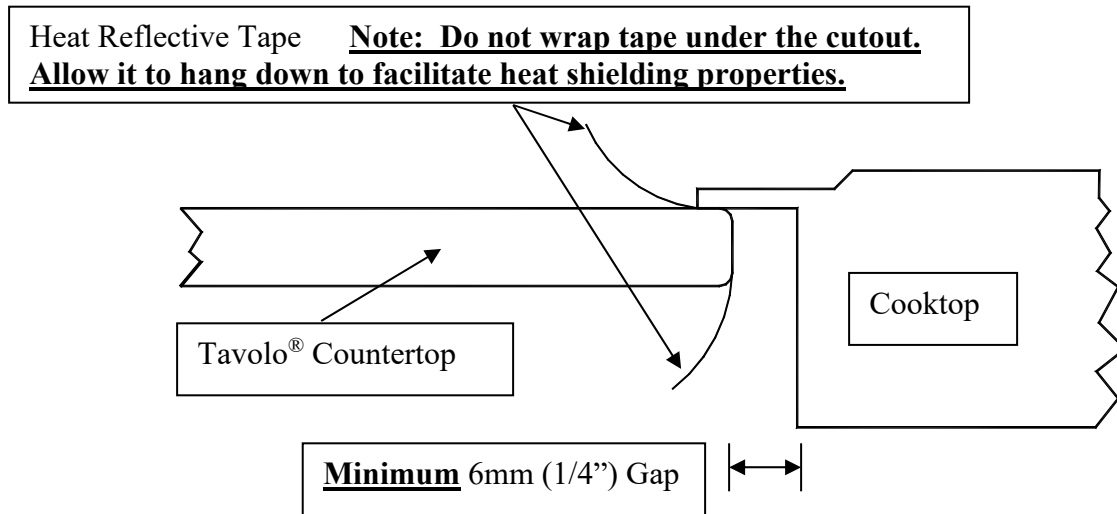 Heat Reflective Tape Note: Do not wrap tape under the cutout.
Allow it to hang down to facilitate heat shielding properties.
Cooktop
Tavolo® Countertop
Minimum 6mm (1/4”) Gap